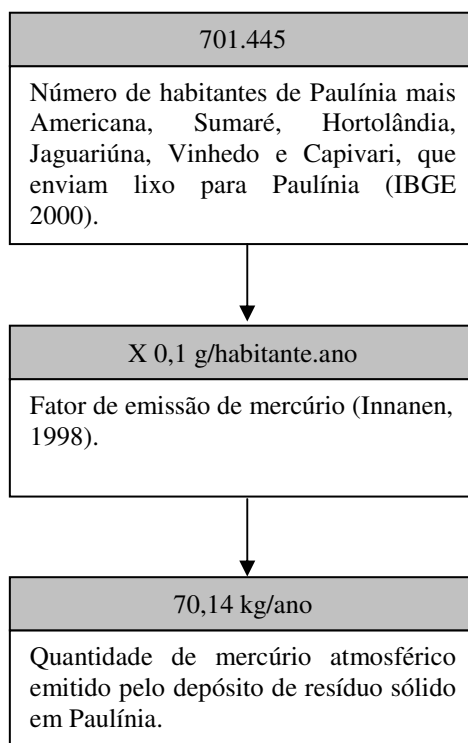 701.445
Número de habitantes de Paulínia mais
Americana, Sumaré, Hortolândia,
Jaguariúna, Vinhedo e Capivari, que
enviam lixo para Paulínia (IBGE
2000).
X 0,1 g/habitante.ano
Fator de emissão de mercúrio (Innanen,
1998).
70,14 kg/ano
Quantidade de mercúrio atmosférico
emitido pelo depósito de resíduo sólido
em Paulínia.